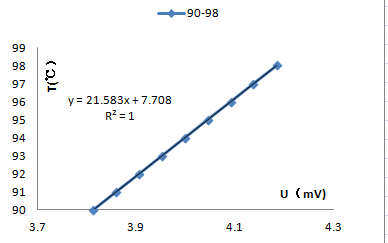 90-98
99
98
97
96
95
94
93
92
91
90
T(℃)
y = 21.583x + 7.708
R² = 1
U（mV)
3.7 3.9 4.1 4.3